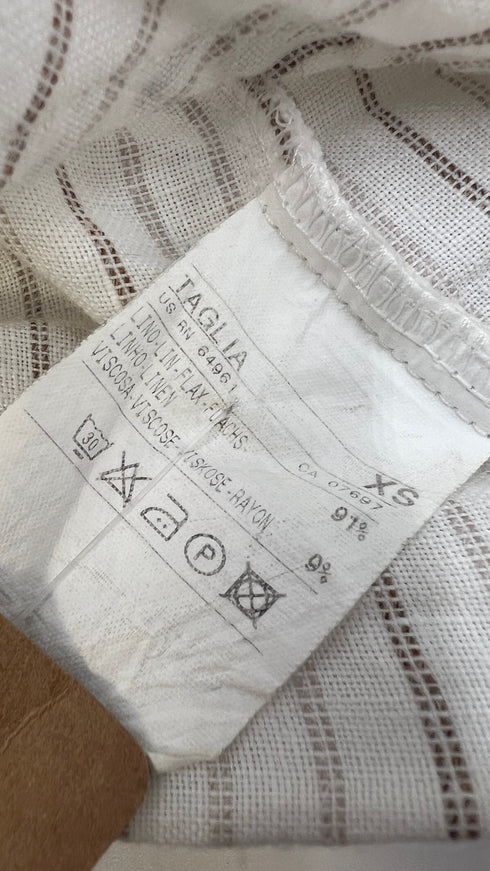 TAGLIA XS
US RN 64961 CA 07687
LINO-LIN-FLAX-FLACHS- 91%
LINHO-LINEN
VISCOSA-VISCOSE-VISKOSE-RAYON 9%
30 P